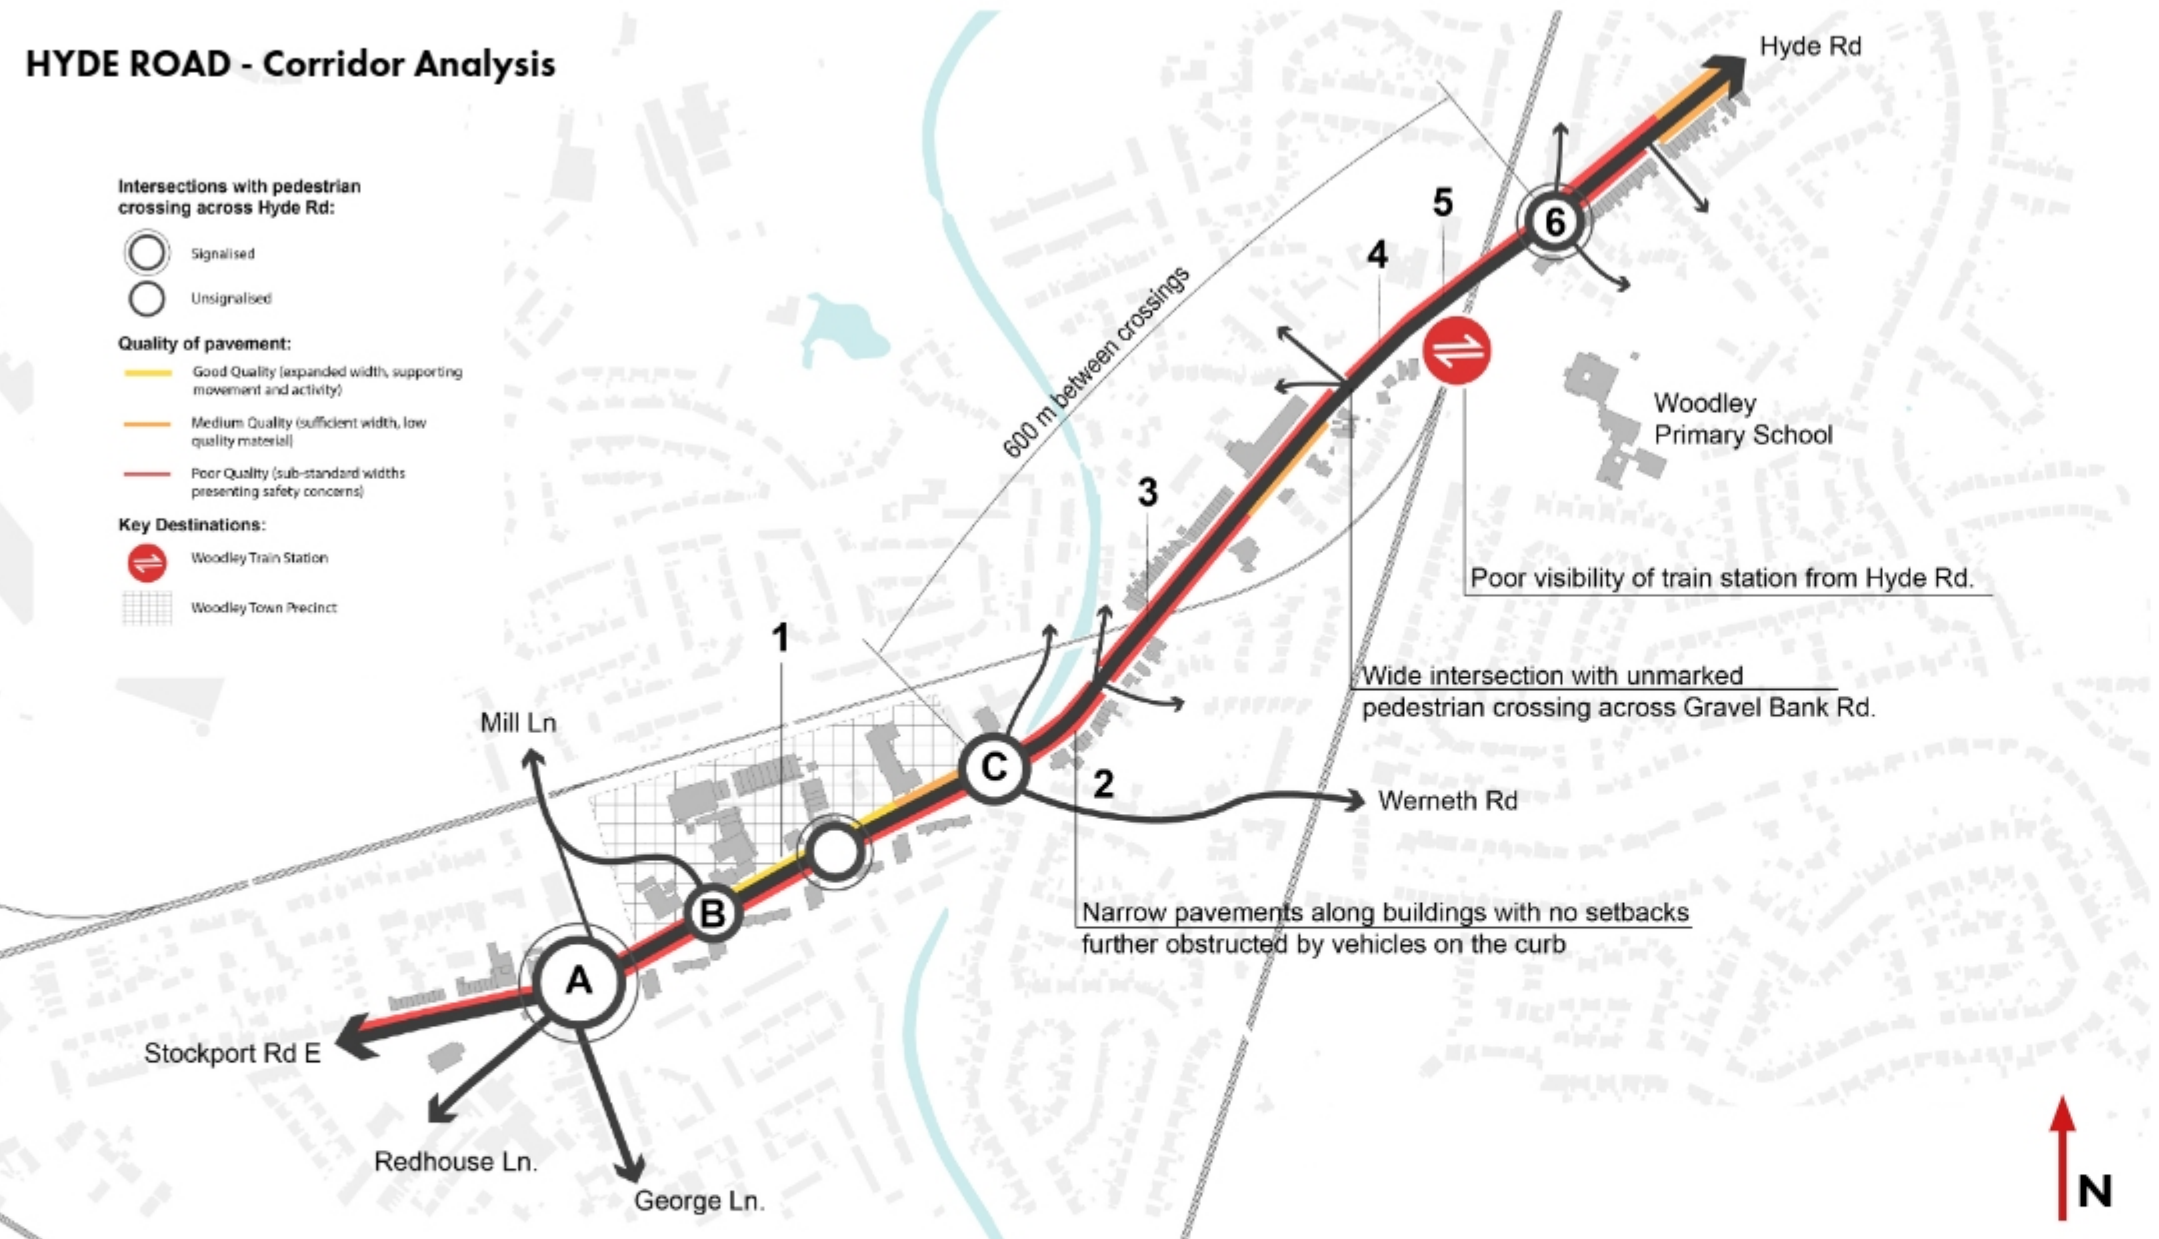 HYDE ROAD - Corridor Analysis
Intersections with pedestrian
crossing across Hyde Rd:
Signalised
Unsignalised
Quality of pavement:
Good Quality (expanded width, supporting
movement and activity)
Medium Quality (sufficient width, low
quality material)
Poor Quality (sub-standard widths
presenting safety concerns)
Key Destinations:
Woodley Train Station
Woodley Town Precinct
Hyde Rd
6
5
4
600 m between crossings
Woodley
Primary School
3
Poor visibility of train station from Hyde Rd.
1
Wide intersection with unmarked
pedestrian crossing across Gravel Bank Rd.
Mill Ln
C
2
Werneth Rd
B
Narrow pavements along buildings with no setbacks
further obstructed by vehicles on the curb
A
Stockport Rd E
Redhouse Ln.
George Ln.
N